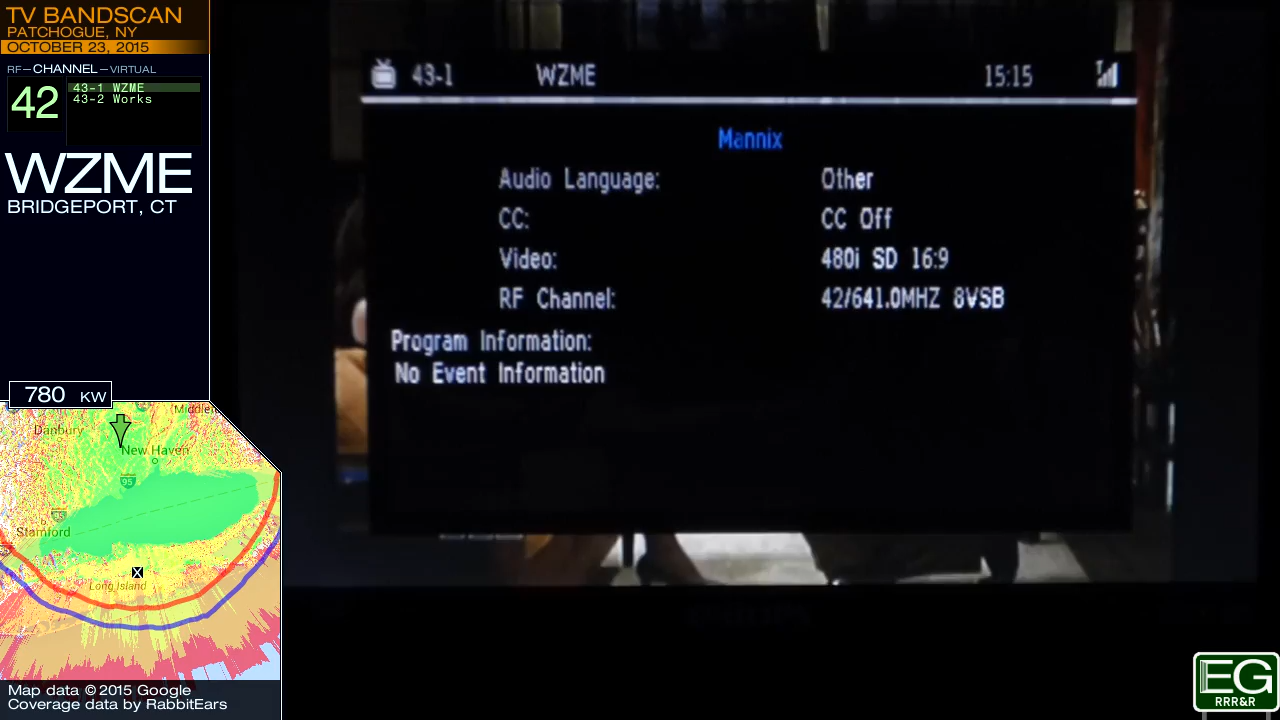 TV BANDSCAN
PATCHOGUE, NY
OCTOBER 23, 2015
RF—CHANNEL—VIRTUAL
42
43-1 WZME
43-2 Works
WZME
BRIDGEPORT, CT
780 KW
Danbury
New Haven
95
Stamford
Long Island
Map data ©2015 Google
Coverage data by RabbitEars
43-1 WZME 15:15
Mannix
Audio Language: Other
CC: CC Off
Video: 480i SD 16:9
RF Channel: 42/641.0MHZ 8VSB
Program Information:
No Event Information
EG
RRR&R